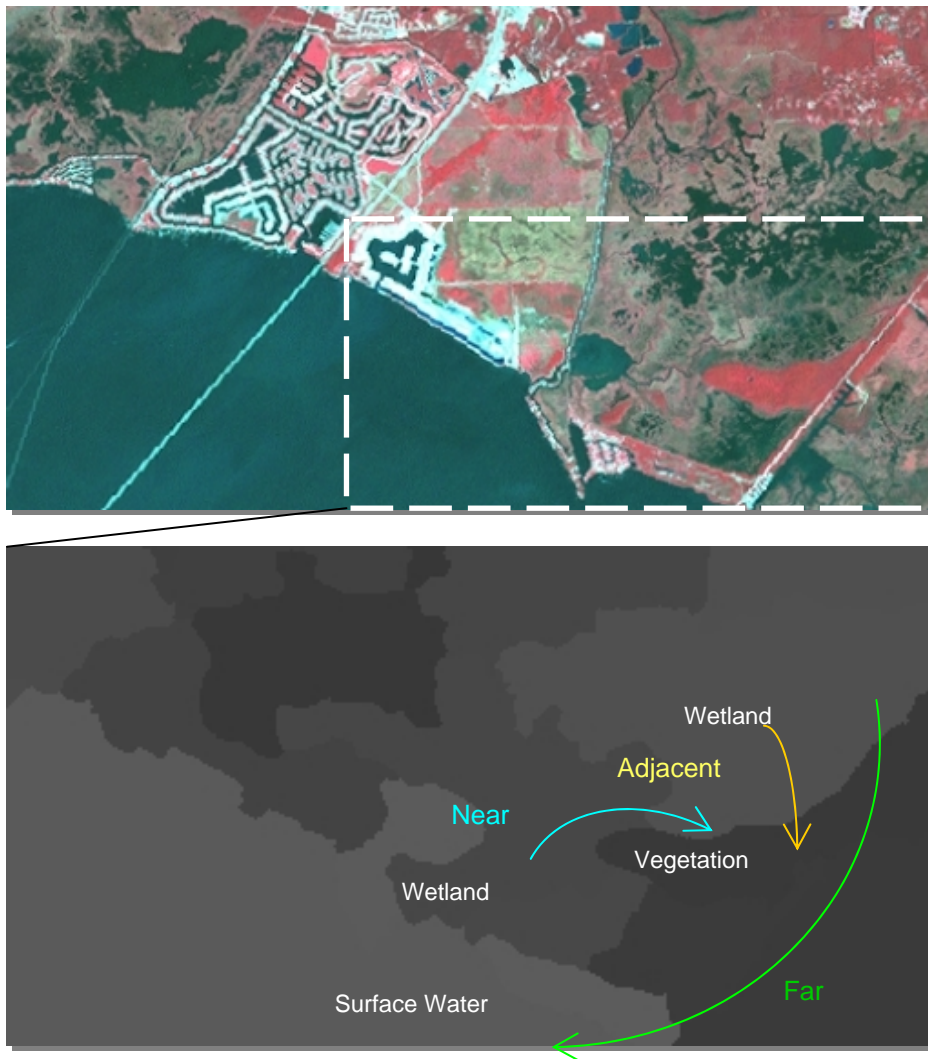 Wetland
Adjacent
Near
Vegetation
Wetland
Far
Surface Water